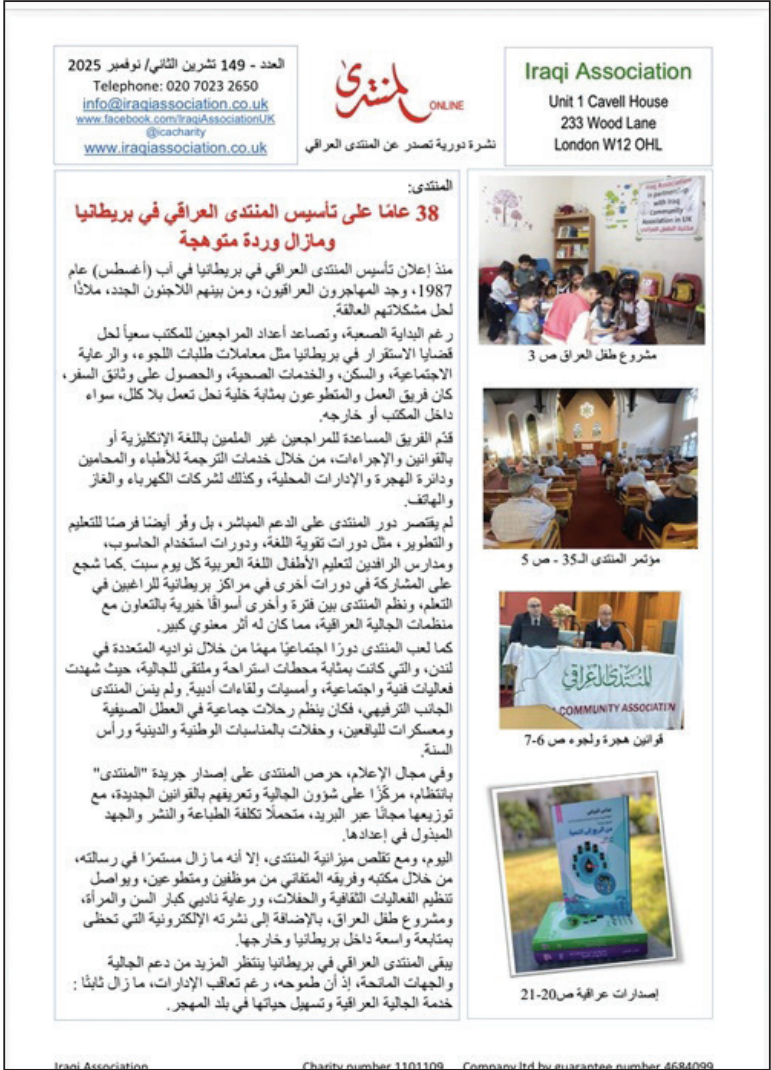 العدد - 149 تشرين الثاني/ نوفمبر 2025
Telephone: 020 7023 2650
info@iraqiassociation.co.uk
www.facebook.com/IraqiAssociationUK
@icacharity
www.iraqiassociation.co.uk
المنتدى
ONLINE
نشرة دورية تصدر عن المنتدى العراقي
Iraqi Association
Unit 1 Cavell House
233 Wood Lane
London W12 OHL
المنتدى:
38 عامًا على تأسيس المنتدى العراقي في بريطانيا
ومازال وردة متوهجة
منذ إعلان تأسيس المنتدى العراقي في بريطانيا في آب (أغسطس) عام
1987، وجد المهاجرون العراقيون، ومن بينهم اللاجئون الجدد، ملاذًا
لحل مشكلاتهم العالقة.
رغم البداية الصعبة، وتصاعد أعداد المراجعين للمكتب سعياً لحل
قضايا الاستقرار في بريطانيا مثل معاملات طلبات اللجوء، والرعاية
الاجتماعية، والسكن، والخدمات الصحية، والحصول على وثائق السفر،
كان فريق العمل والمتطوعون بمثابة خلية نحل تعمل بلا كلل، سواء
داخل المكتب أو خارجه.
قدّم الفريق المساعدة للمراجعين غير الملمين باللغة الإنكليزية أو
بالقوانين والإجراءات، من خلال خدمات الترجمة للأطباء والمحامين
ودائرة الهجرة والإدارات المحلية، وكذلك لشركات الكهرباء والغاز
والهاتف.
لم يقتصر دور المنتدى على الدعم المباشر، بل وفّر أيضًا فرصًا للتعليم
والتطوير، مثل دورات تقوية اللغة، ودورات استخدام الحاسوب،
ومدارس الرافدين لتعليم الأطفال اللغة العربية كل يوم سبت .كما شجع
على المشاركة في دورات أخرى في مراكز بريطانية للراغبين في
التعلم، ونظم المنتدى بين فترة وأخرى أسواقًا خيرية بالتعاون مع
منظمات الجالية العراقية، مما كان له أثر معنوي كبير.
كما لعب المنتدى دورًا اجتماعيًا مهمًا من خلال نواديه المتعددة في
لندن، والتي كانت بمثابة محطات استراحة وملتقى للجالية، حيث شهدت
فعاليات فنية واجتماعية، وأمسيات ولقاءات أدبية. ولم ينسَ المنتدى
الجانب الترفيهي، فكان ينظم رحلات جماعية في العطل الصيفية
ومعسكرات لليافعين، وحفلات بالمناسبات الوطنية والدينية ورأس
السنة.
وفي مجال الإعلام، حرص المنتدى على إصدار جريدة "المنتدى"
بانتظام، مركّزًا على شؤون الجالية وتعريفهم بالقوانين الجديدة، مع
توزيعها مجانًا عبر البريد، متحملًا تكلفة الطباعة والنشر والجهد
المبذول في إعدادها.
اليوم، ومع تقلص ميزانية المنتدى، إلا أنه ما زال مستمرًا في رسالته،
من خلال مكتبه وفريقه المتفاني من موظفين ومتطوعين، ويواصل
تنظيم الفعاليات الثقافية والحفلات، ورعاية ناديي كبار السن والمرأة،
ومشروع طفل العراق، بالإضافة إلى نشرته الإلكترونية التي تحظى
بمتابعة واسعة داخل بريطانيا وخارجها.
يبقى المنتدى العراقي في بريطانيا ينتظر المزيد من دعم الجالية
والجهات المانحة، إذ أن طموحه، رغم تعاقب الإدارات، ما زال ثابتًا :
خدمة الجالية العراقية وتسهيل حياتها في بلد المهجر.
Iraq Association
in partnership
with Iraq
Community
Association in UK
مشروع طفل العراق ص 3
مؤتمر المنتدى الـ35 - ص 5
المنتدى العراقي
COMMUNITY ASSOCIATION
قوانين هجرة ولجوء ص 6-7
من الريع إلى التنمية
إصدارات عراقية ص20-21
Iraqi Association
Charity number 1101109
Company ltd by guarantee number 4684099